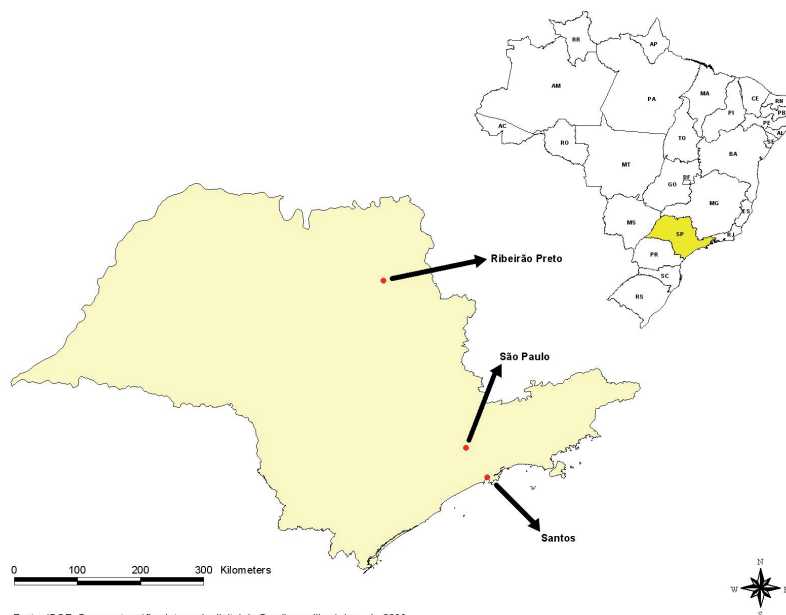 RR
AP
AM
PA
MA
CE
RN
PB
PI
PE
AL
SE
AC
RO
TO
BA
MT
DF
GO
MG
ES
MS
SP
RJ
PR
SC
RS
Ribeirão Preto
São Paulo
Santos
0 100 200 300 Kilometers
N
W E
S